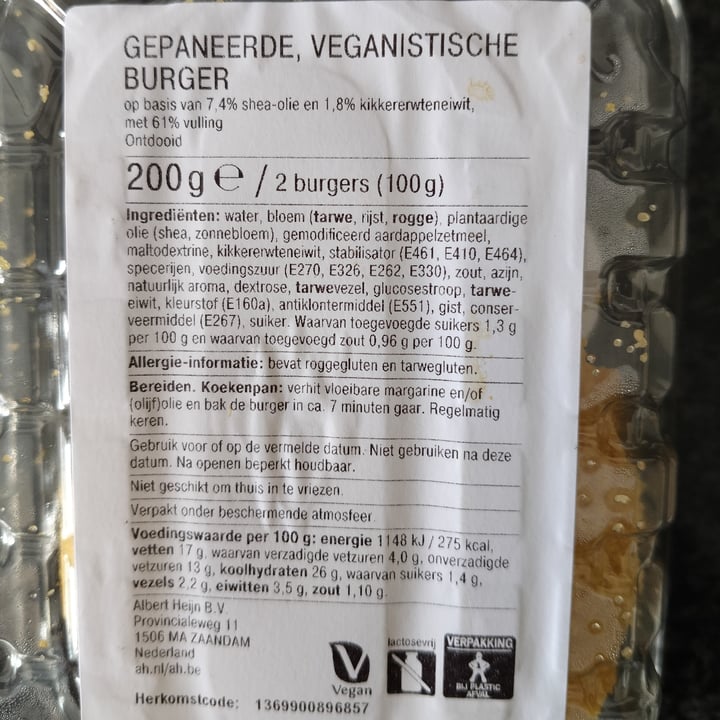 GEPANEERDE, VEGANISTISCHE
BURGER
op basis van 7,4% shea-olie en 1,8% kikkererwteneiwit,
met 61% vulling
Ontdooid
200 g e / 2 burgers (100 g)
Ingrediënten: water, bloem (tarwe, rijst, rogge), plantaardige
olie (shea, zonnebloem), gemodificeerd aardappelzetmeel,
maltodextrine, kikkererwteneiwit, stabilisator (E461, E410, E464),
specerijen, voedingszuur (E270, E326, E262, E330), zout, azijn,
natuurlijk aroma, dextrose, tarwevezel, glucosestroop, tarwe-
eiwit, kleurstof (E160a), antiklontermiddel (E551), gist, conser-
veermiddel (E267), suiker. Waarvan toegevoegde suikers 1,3 g
per 100 g en waarvan toegevoegd zout 0,96 g per 100 g.
Allergie-informatie: bevat roggegluten en tarwegluten.
Bereiden. Koekenpan: verhit vloeibare margarine en/of
(olijf)olie en bak de burger in ca. 7 minuten gaar. Regelmatig
keren.
Gebruik voor of op de vermelde datum. Niet gebruiken na deze
datum. Na openen beperkt houdbaar.
Niet geschikt om thuis in te vriezen.
Verpakt onder beschermende atmosfeer.
Voedingswaarde per 100 g: energie 1148 kJ / 275 kcal,
vetten 17 g, waarvan verzadigde vetzuren 4,0 g, onverzadigde
vetzuren 13 g, koolhydraten 26 g, waarvan suikers 1,4 g,
vezels 2,2 g, eiwitten 3,5 g, zout 1,10 g.
Albert Heijn B.V.
Provincialeweg 11
1506 MA ZAANDAM
Nederland
ah.nl/ah.be
Vegan
lactosevrij
VERPAKKING
BIJ PLASTIC
AFVAL
Herkomstcode: 1369900896857